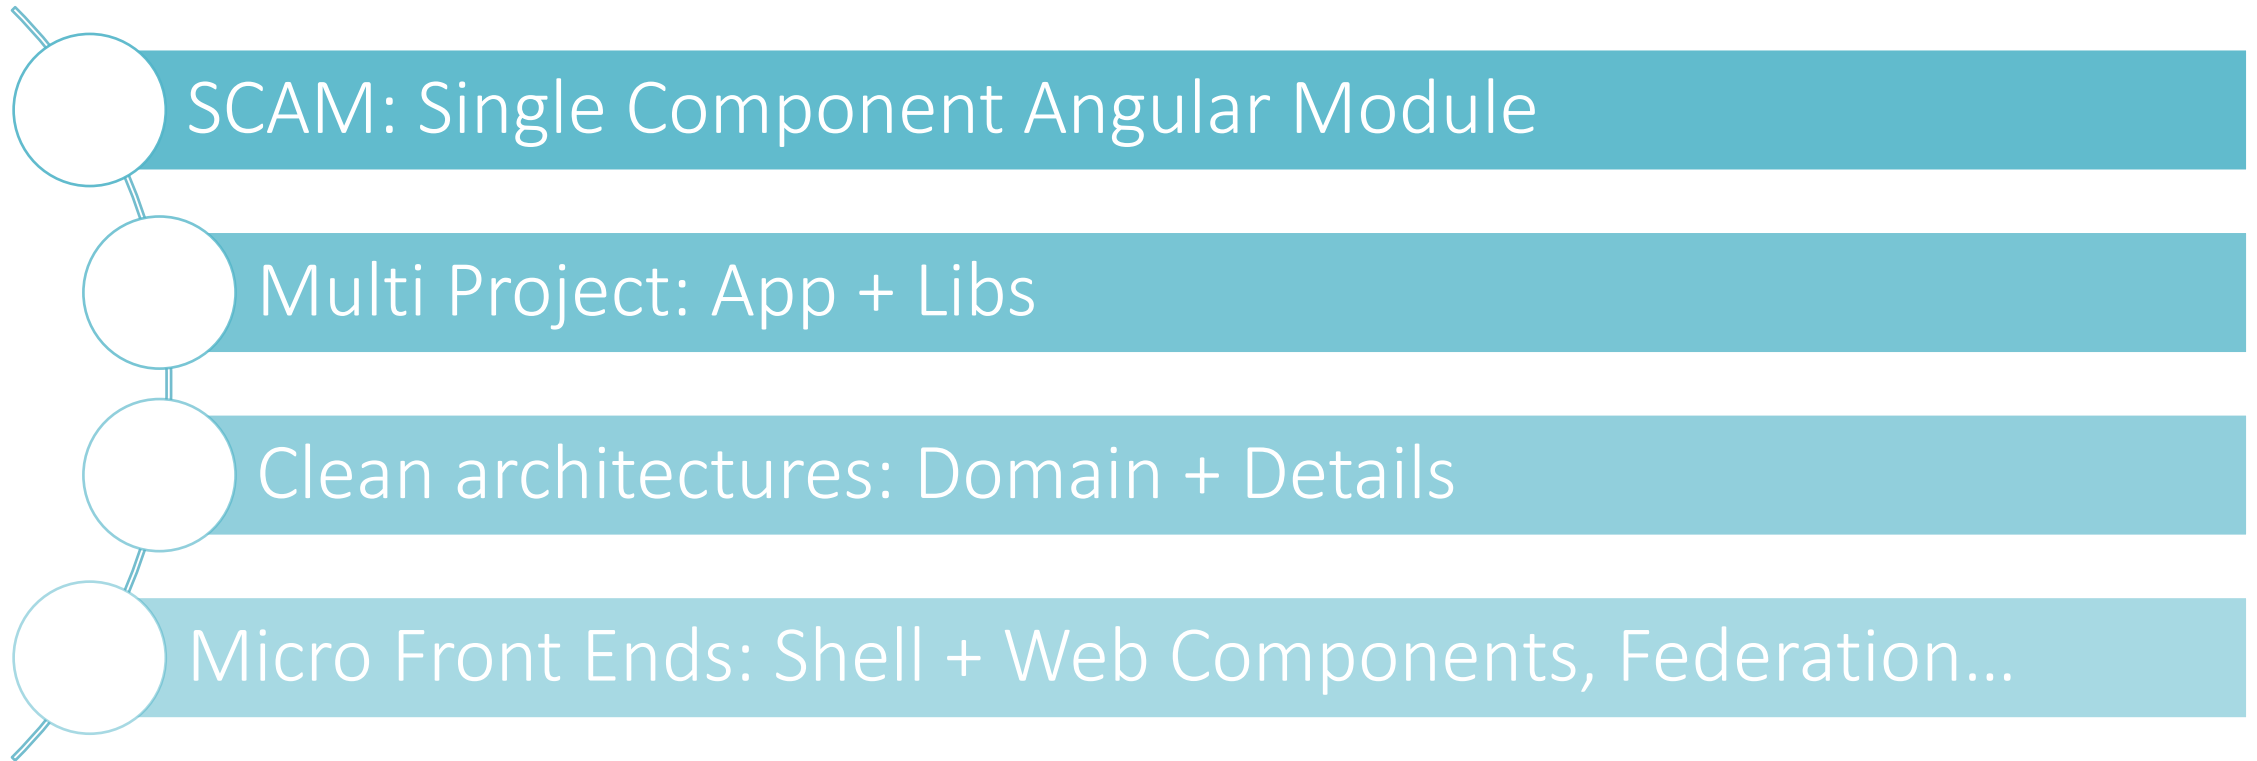 SCAM: Single Component Angular Module
Multi Project: App + Libs
Clean architectures: Domain + Details
Micro Front Ends: Shell + Web Components, Federation…